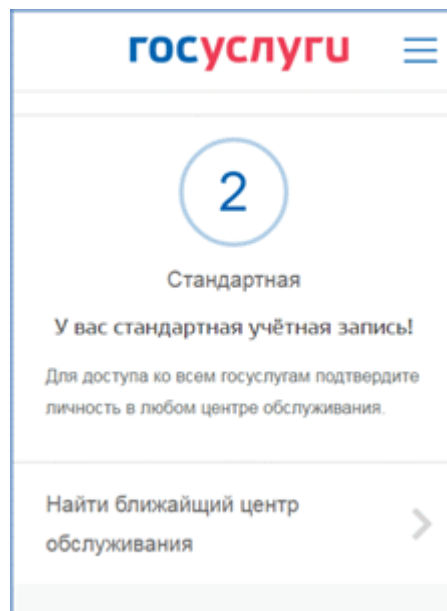 госуслуги
2
Стандартная
У вас стандартная учётная запись!
Для доступа ко всем госуслугам подтвердите
личность в любом центре обслуживания.
Найти ближайщий центр
обслуживания